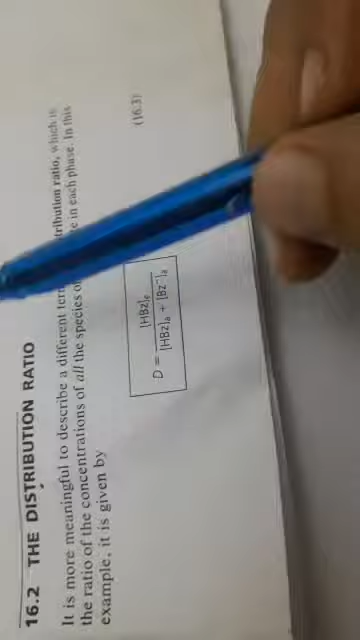 16.2 THE DISTRIBUTION RATIO
It is more meaningful to describe a different tribution ratio, which is
the ratio of the concentrations of all the species in each phase. In this
example, it is given by
D = [HBz]e / [HBz]a + [Bz⁻]a (16.3)